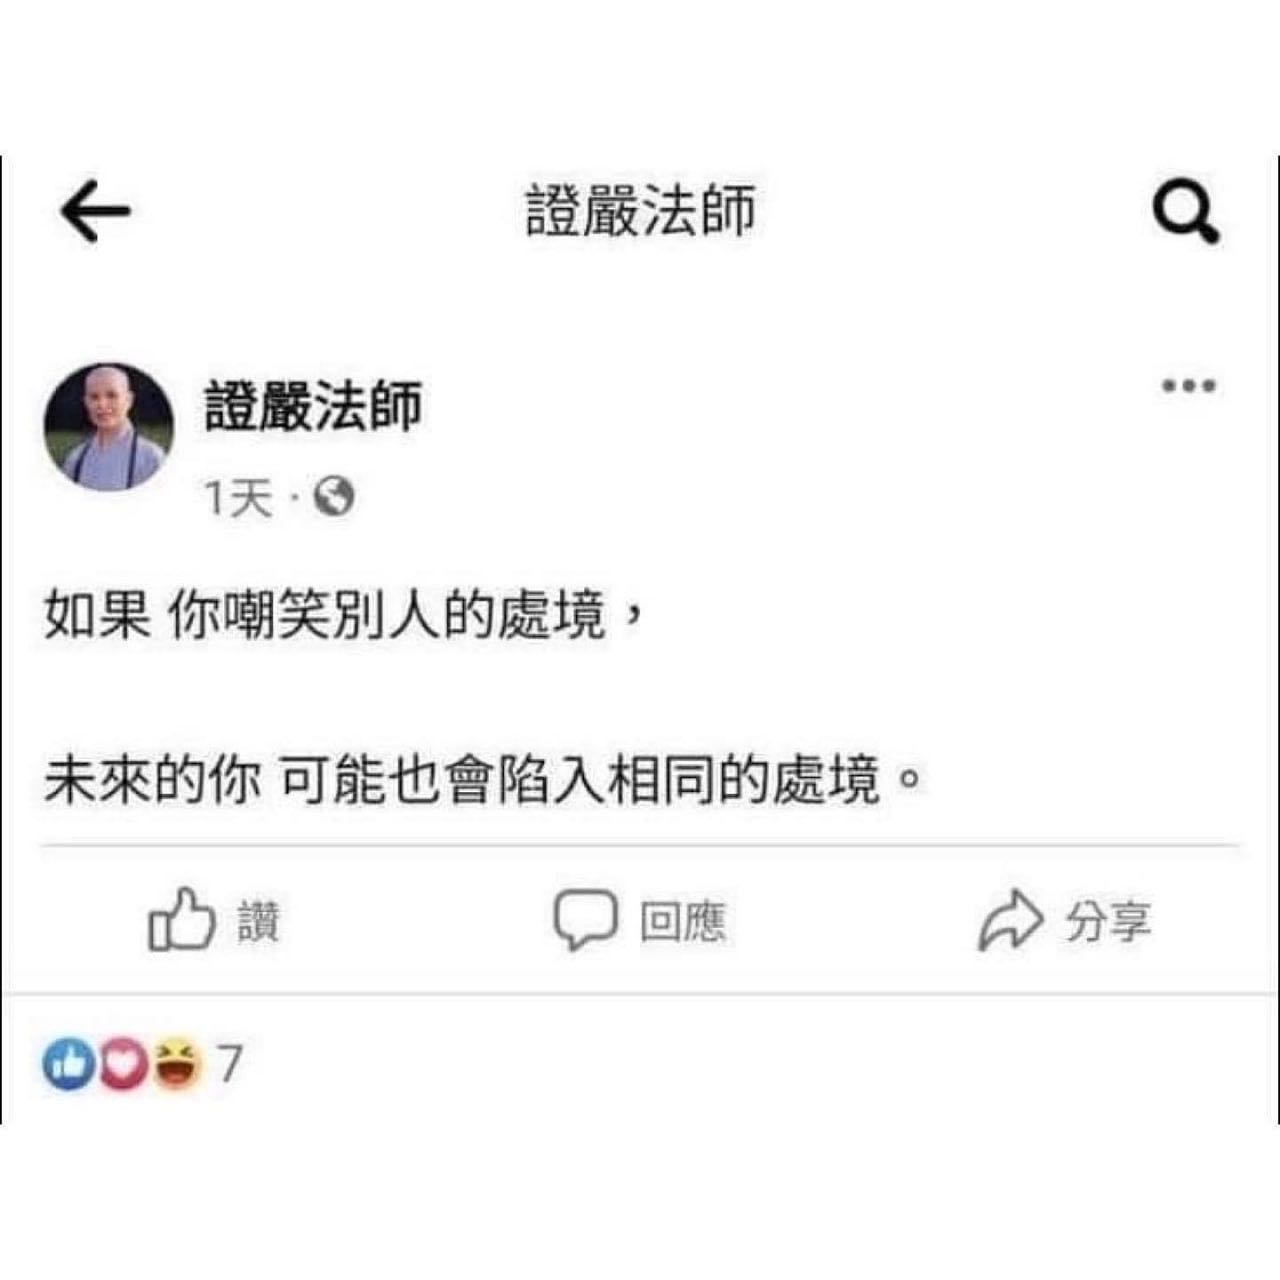 證嚴法師
證嚴法師
1天 ·
如果 你嘲笑別人的處境，
未來的你 可能也會陷入相同的處境。
讚 回應 分享
7